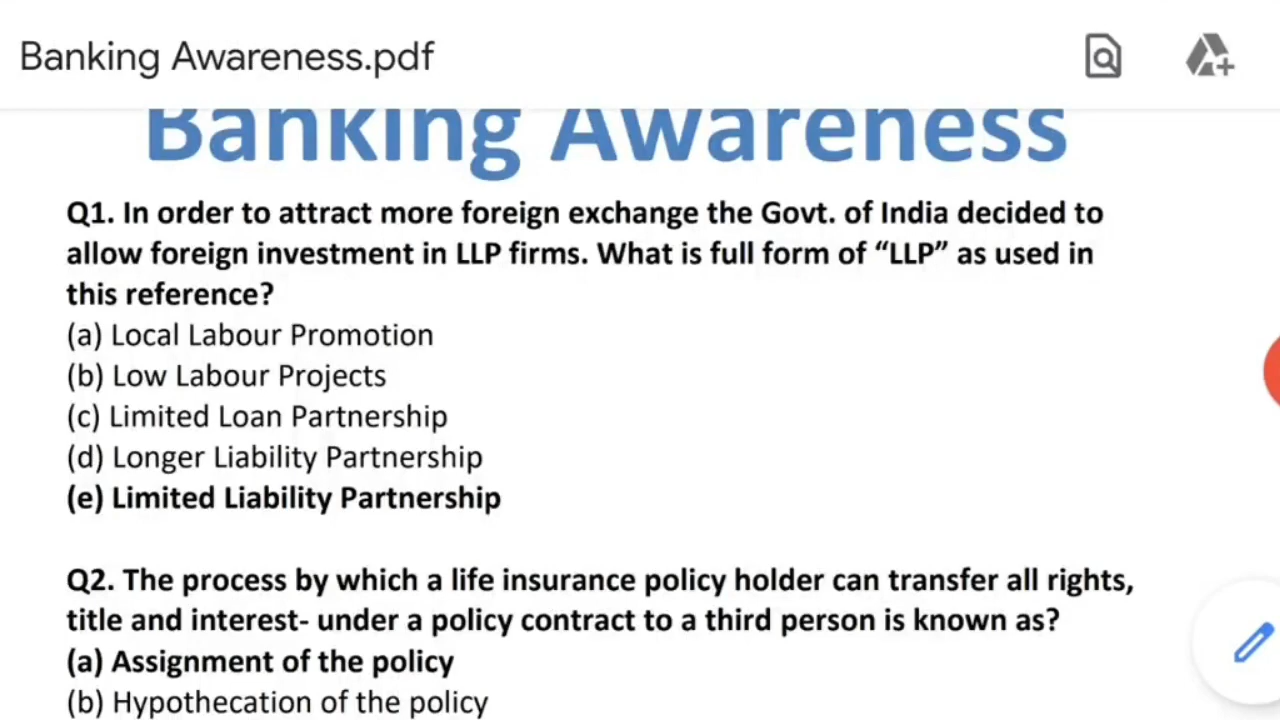 Banking Awareness.pdf
Banking Awareness
Q1. In order to attract more foreign exchange the Govt. of India decided to
allow foreign investment in LLP firms. What is full form of “LLP” as used in
this reference?
(a) Local Labour Promotion
(b) Low Labour Projects
(c) Limited Loan Partnership
(d) Longer Liability Partnership
(e) Limited Liability Partnership
Q2. The process by which a life insurance policy holder can transfer all rights,
title and interest- under a policy contract to a third person is known as?
(a) Assignment of the policy
(b) Hypothecation of the policy